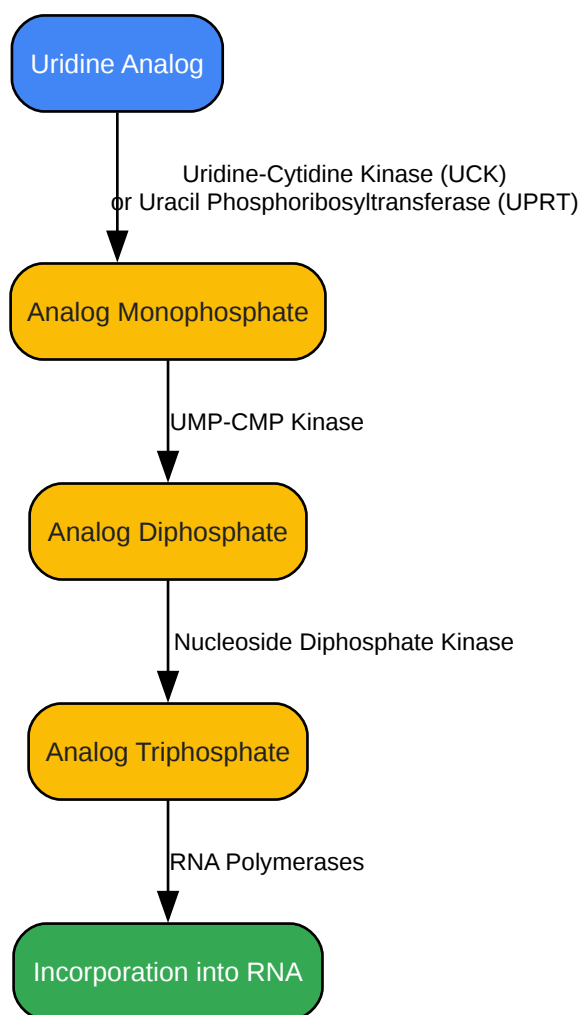 Uridine Analog
Uridine-Cytidine Kinase (UCK)
or Uracil Phosphoribosyltransferase (UPRT)
Analog Monophosphate
UMP-CMP Kinase
Analog Diphosphate
Nucleoside Diphosphate Kinase
Analog Triphosphate
RNA Polymerases
Incorporation into RNA